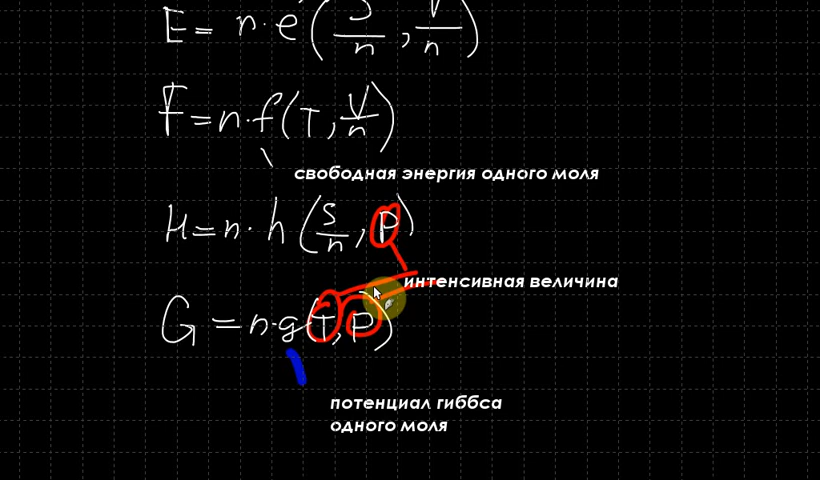 E = n·e(S/n, V/n)
F = n·f(T, V/n)
свободная энергия одного моля
H = n·h(S/n, P)
интенсивная величина
G = n·g(T, P)
потенциал гиббса
одного моля